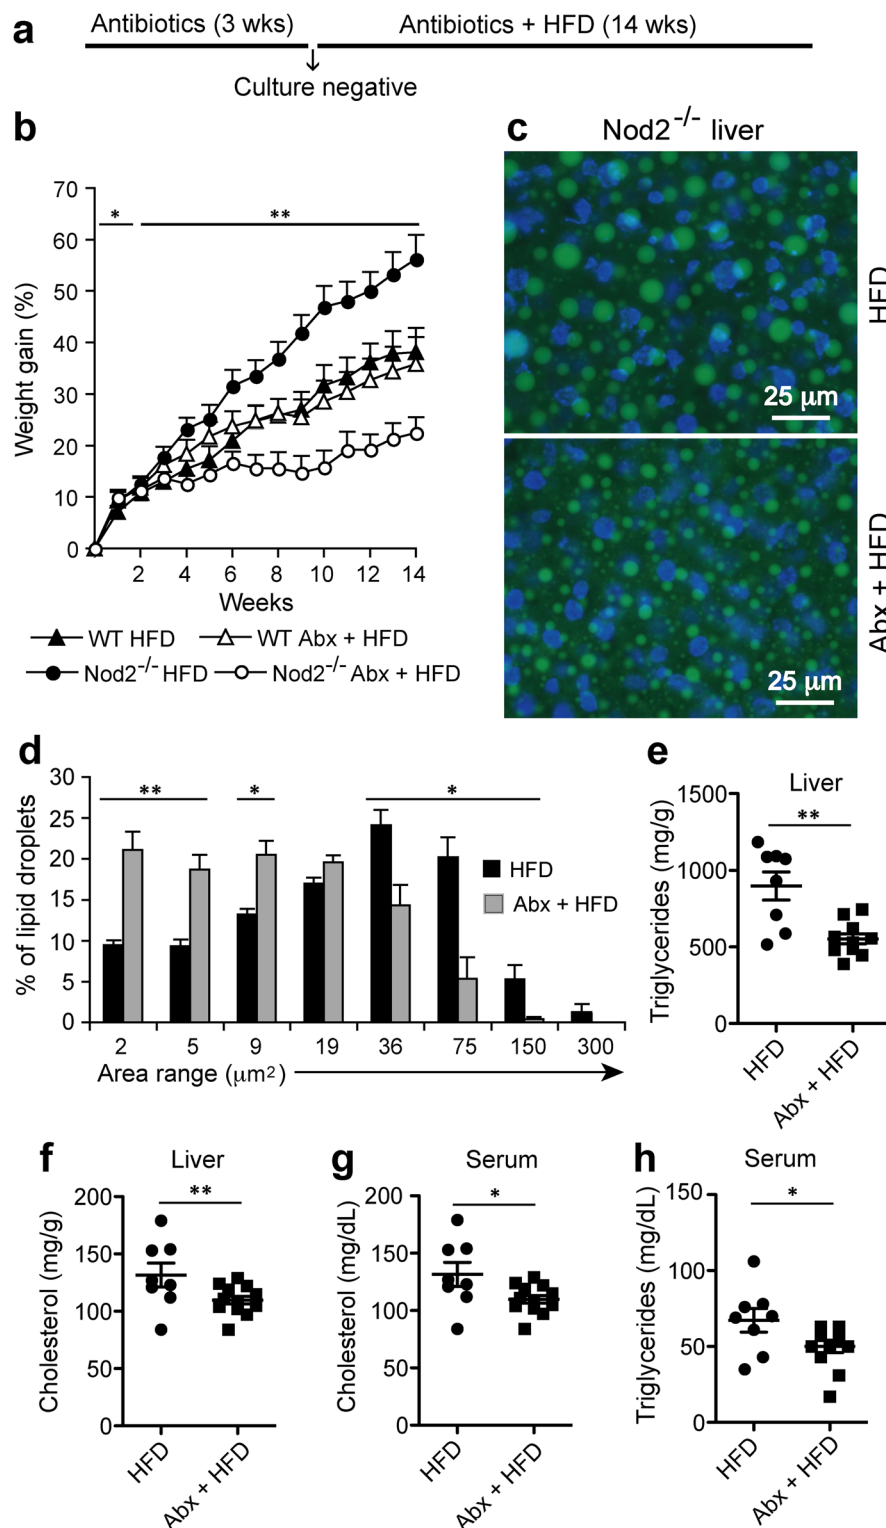 a
Antibiotics (3 wks)
Antibiotics + HFD (14 wks)
Culture negative
b
Weight gain (%)
70
60
50
40
30
20
10
0
*
**
2 4 6 8 10 12 14
Weeks
WT HFD
WT Abx + HFD
Nod2-/- HFD
Nod2-/- Abx + HFD
c
Nod2-/- liver
HFD
25 µm
Abx + HFD
25 µm
d
% of lipid droplets
30
25
20
15
10
5
0
**
*
*
HFD
Abx + HFD
2 5 9 19 36 75 150 300
Area range (µm2)
e
Liver
Triglycerides (mg/g)
1500
1000
500
0
**
HFD
Abx + HFD
f
Liver
Cholesterol (mg/g)
200
150
100
50
0
**
HFD
Abx + HFD
g
Serum
Cholesterol (mg/dL)
200
150
100
50
0
*
HFD
Abx + HFD
h
Serum
Triglycerides (mg/dL)
150
100
50
0
*
HFD
Abx + HFD